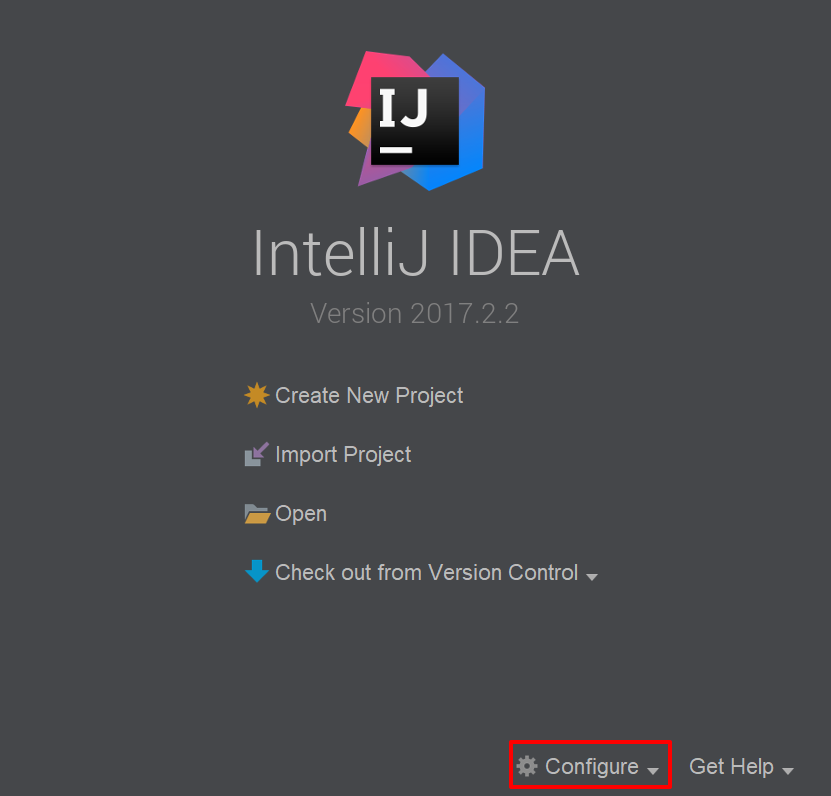 IJ
IntelliJ IDEA
Version 2017.2.2
Create New Project
Import Project
Open
Check out from Version Control
Configure Get Help